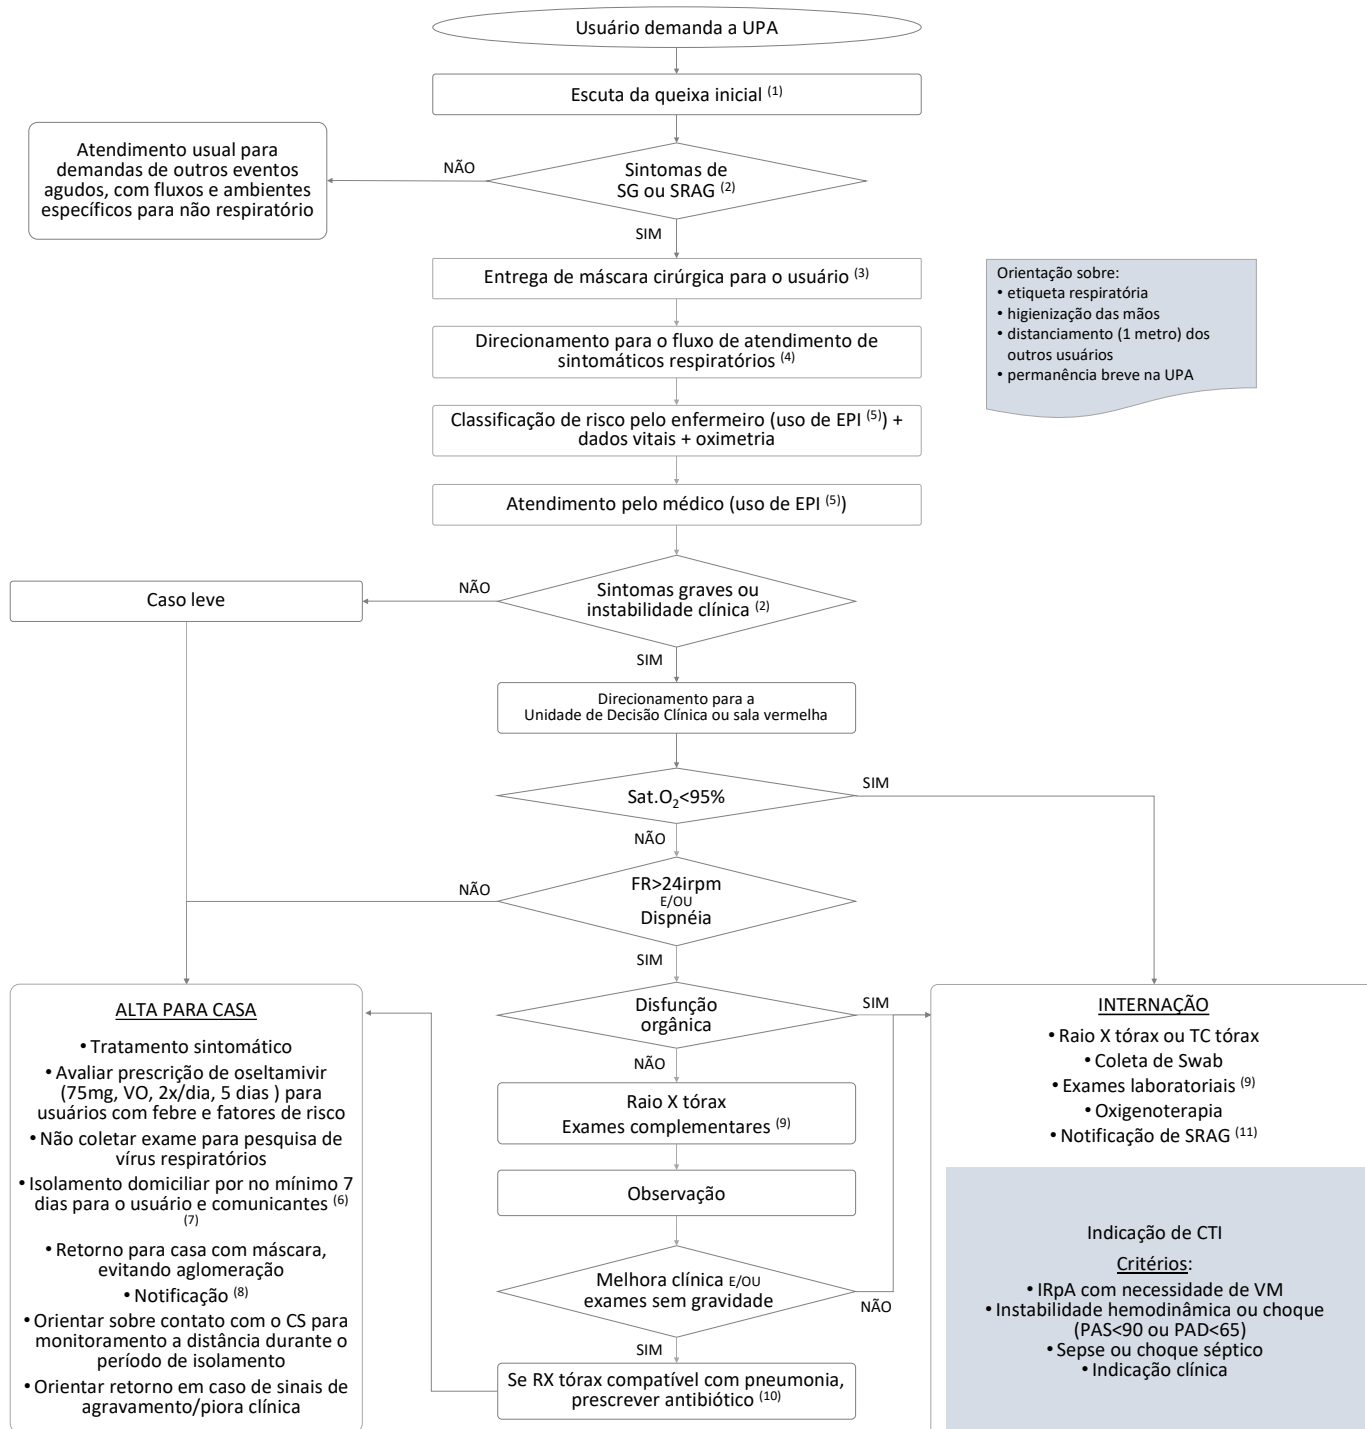 Usuário demanda a UPA
Escuta da queixa inicial (1)
Atendimento usual para
demandas de outros eventos
agudos, com fluxos e ambientes
específicos para não respiratório
NÃO
Sintomas de
SG ou SRAG (2)
SIM
Entrega de máscara cirúrgica para o usuário (3)
Orientação sobre:
• etiqueta respiratória
• higienização das mãos
• distanciamento (1 metro) dos
outros usuários
• permanência breve na UPA
Direcionamento para o fluxo de atendimento de
sintomáticos respiratórios (4)
Classificação de risco pelo enfermeiro (uso de EPI (5)) +
dados vitais + oximetria
Atendimento pelo médico (uso de EPI (5))
Caso leve
NÃO
Sintomas graves ou
instabilidade clínica (2)
SIM
Direcionamento para a
Unidade de Decisão Clínica ou sala vermelha
Sat.O2<95%
SIM
NÃO
NÃO
FR>24irpm
E/OU
Dispnéia
SIM
Disfunção
orgânica
SIM
NÃO
Raio X tórax
Exames complementares (9)
Observação
Melhora clínica E/OU
exames sem gravidade
NÃO
SIM
Se RX tórax compatível com pneumonia,
prescrever antibiótico (10)
ALTA PARA CASA
• Tratamento sintomático
• Avaliar prescrição de oseltamivir
(75mg, VO, 2x/dia, 5 dias ) para
usuários com febre e fatores de risco
• Não coletar exame para pesquisa de
vírus respiratórios
• Isolamento domiciliar por no mínimo 7
dias para o usuário e comunicantes (6)
(7)
• Retorno para casa com máscara,
evitando aglomeração
• Notificação (8)
• Orientar sobre contato com o CS para
monitoramento a distância durante o
período de isolamento
• Orientar retorno em caso de sinais de
agravamento/piora clínica
INTERNAÇÃO
• Raio X tórax ou TC tórax
• Coleta de Swab
• Exames laboratoriais (9)
• Oxigenoterapia
• Notificação de SRAG (11)
Indicação de CTI
Critérios:
• IRpA com necessidade de VM
• Instabilidade hemodinâmica ou choque
(PAS<90 ou PAD<65)
• Sepse ou choque séptico
• Indicação clínica